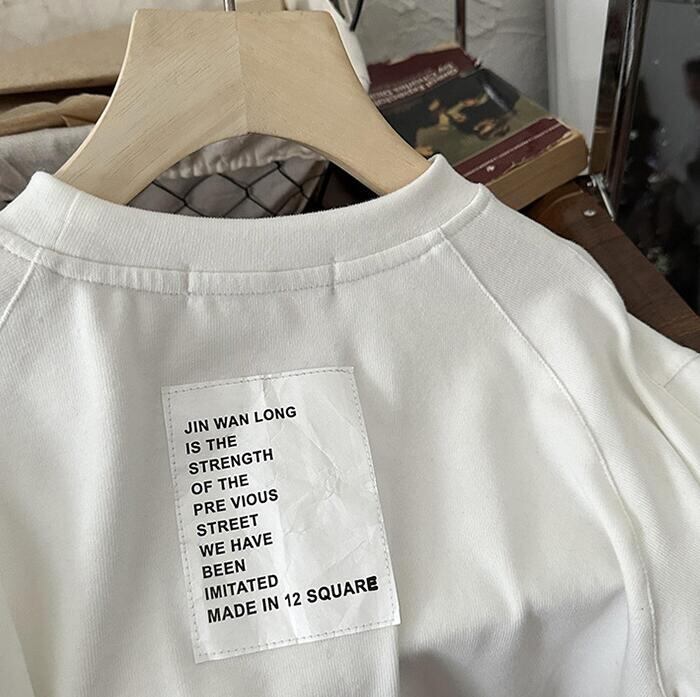 JIN WAN LONG
IS THE
STRENGTH
OF THE
PRE VIOUS
STREET
WE HAVE
BEEN
IMITATED
MADE IN 12 SQUARE